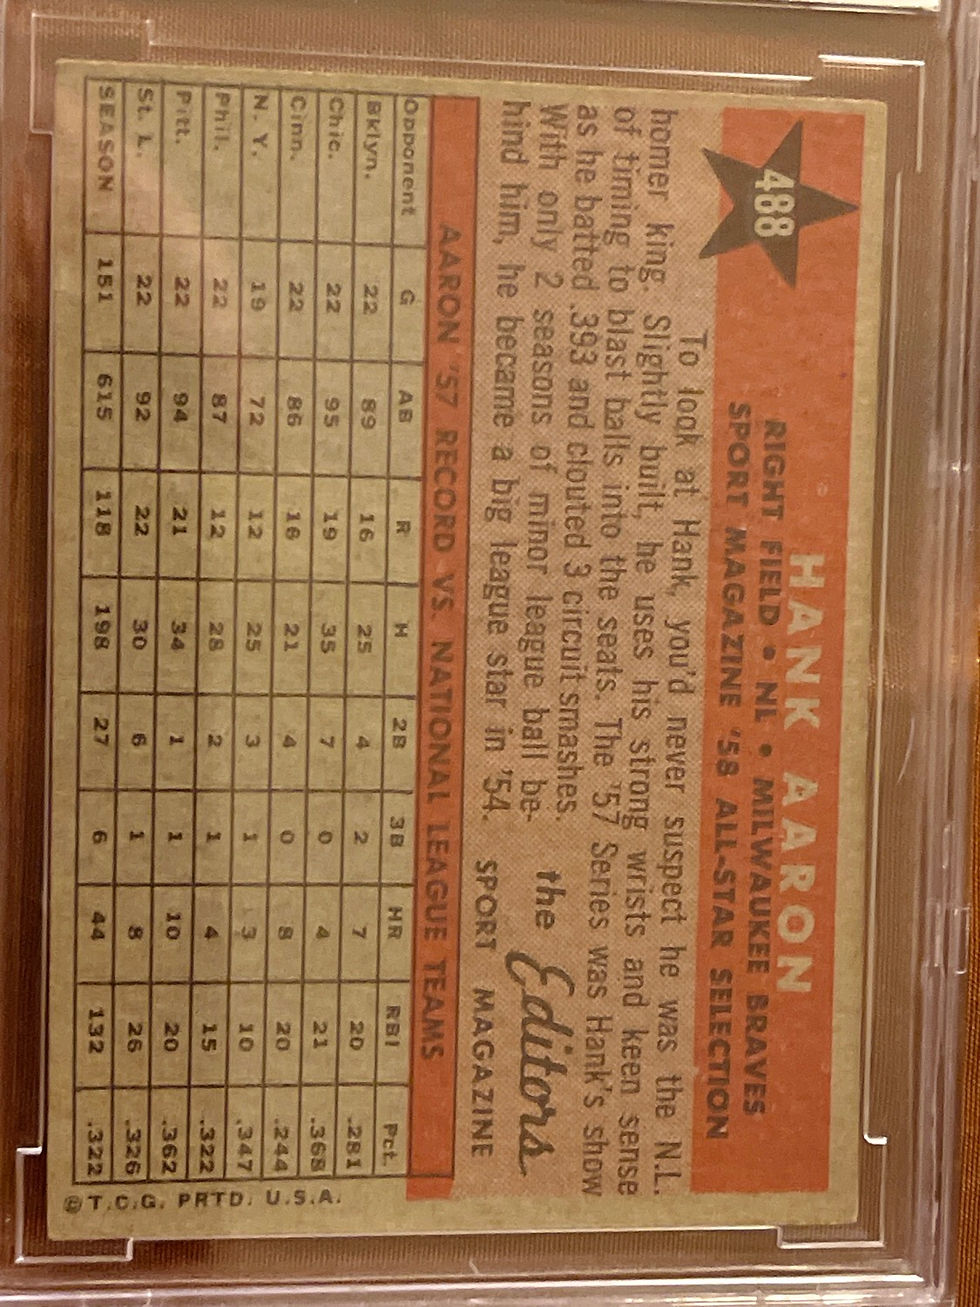 488
HANK AARON
RIGHT FIELD • NL • MILWAUKEE BRAVES
SPORT MAGAZINE '58 ALL-STAR SELECTION
To look at Hank, you'd never suspect he was the N.L.
homer king. Slightly built, he uses his strong wrists and keen sense
of timing to blast balls into the seats. The '57 Series was Hank's show
as he batted .393 and clouted 3 circuit smashes.
With only 2 seasons of minor league ball be-
hind him, he became a big league star in '54.
the Editors
SPORT MAGAZINE
AARON '57 RECORD VS. NATIONAL LEAGUE TEAMS
Opponent G AB R H 2B 3B HR RBI Pct.
Bklyn. 22 89 16 25 4 2 7 20 .281
Chic. 22 95 19 35 7 0 4 21 .368
Cinn. 22 86 16 21 4 0 8 20 .244
N. Y. 19 72 12 25 3 1 3 10 .347
Phil. 22 87 12 28 2 1 4 15 .322
Pitt. 22 94 21 34 1 1 10 20 .362
St. L. 22 92 22 30 6 1 8 26 .326
SEASON 151 615 118 198 27 6 44 132 .322
© T.C.G. PRTD. U.S.A.